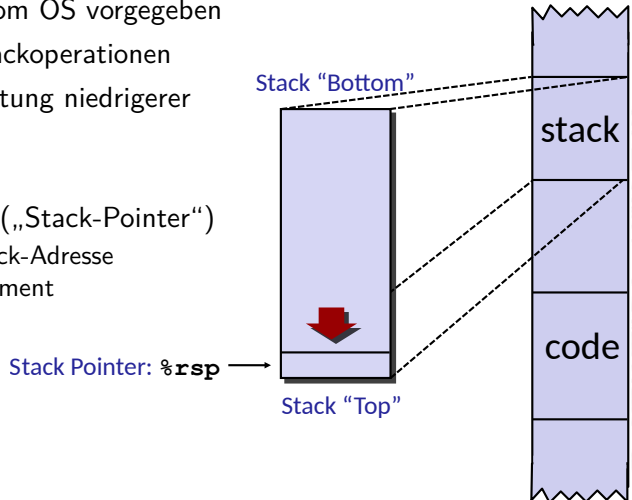 om OS vorgegeben
ckoperationen
tung niedrigerer
(„Stack-Pointer“)
ck-Adresse
ment
Stack “Bottom”
stack
code
Stack Pointer: %rsp
Stack “Top”